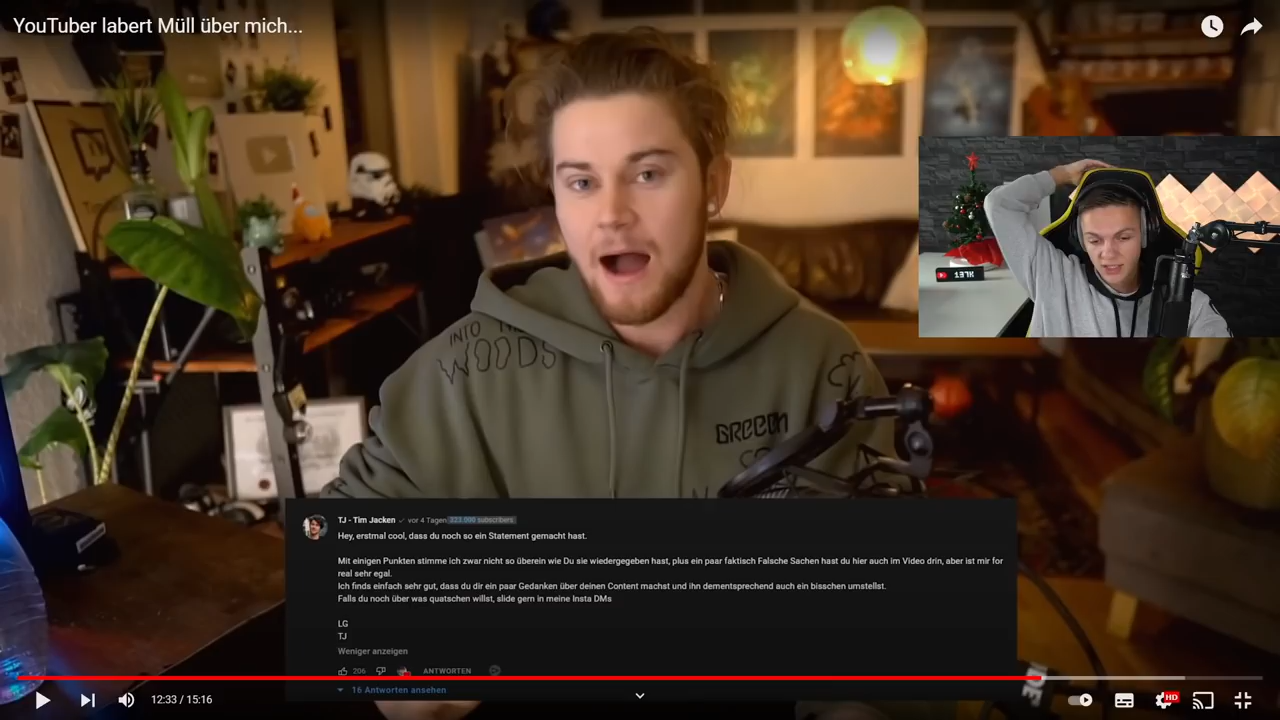 YouTuber labert Müll über mich...
137K
INTO THE
WOODS
GREEEN
TJ - Tim Jacken vor 4 Tagen 223.000 subscribers
Hey, erstmal cool, dass du noch so ein Statement gemacht hast.
Mit einigen Punkten stimme ich zwar nicht so überein wie Du sie wiedergegeben hast, plus ein paar faktisch Falsche Sachen hast du hier auch im Video drin, aber ist mir for
real sehr egal.
Ich finds einfach sehr gut, dass du dir ein paar Gedanken über deinen Content machst und ihn dementsprechend auch ein bisschen umstellst.
Falls du noch über was quatschen willst, slide gern in meine Insta DMs
LG
TJ
Weniger anzeigen
206 ANTWORTEN
16 Antworten ansehen
12:33 / 15:16
HD